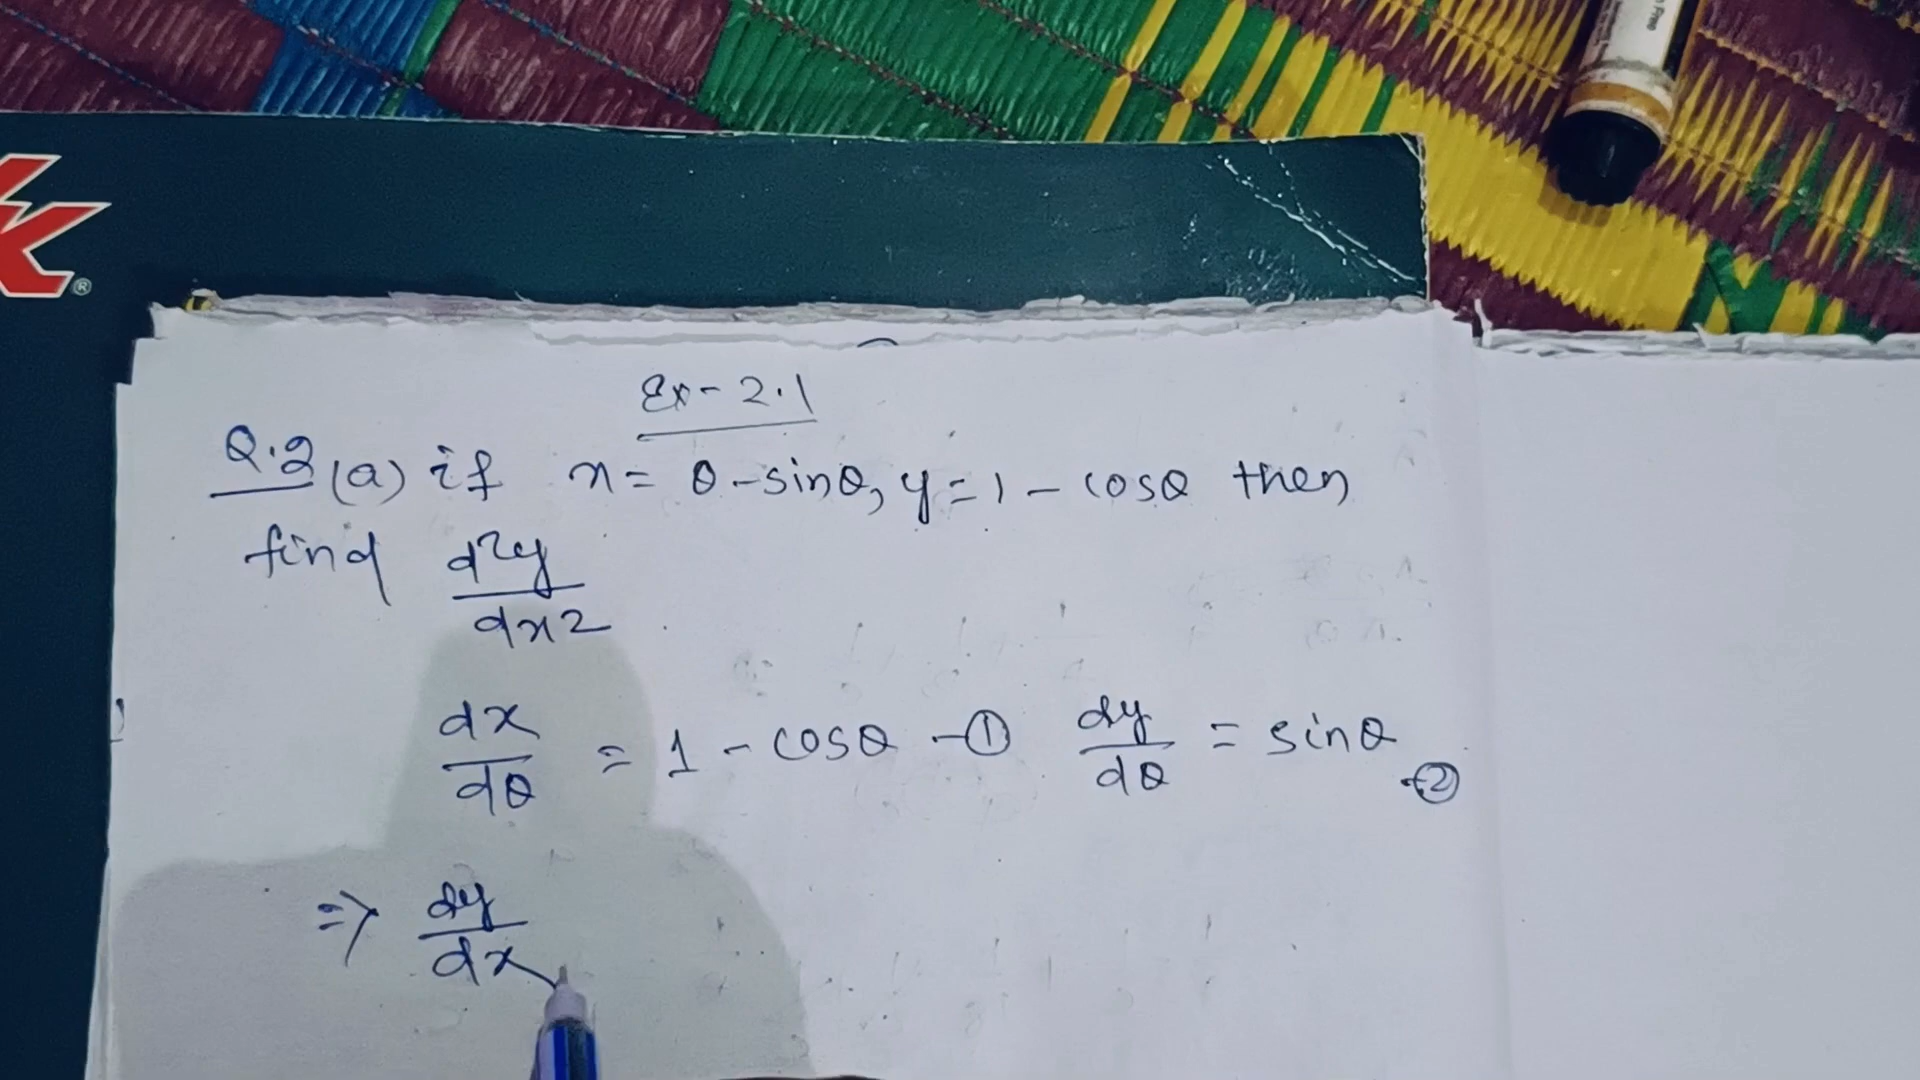 Ex-2.1
Q.2(a) if x = θ-sinθ, y=1-cosθ then
find d²y/dx2
dx/dθ = 1-cosθ -① dy/dθ = sinθ -②
=> dy/dx